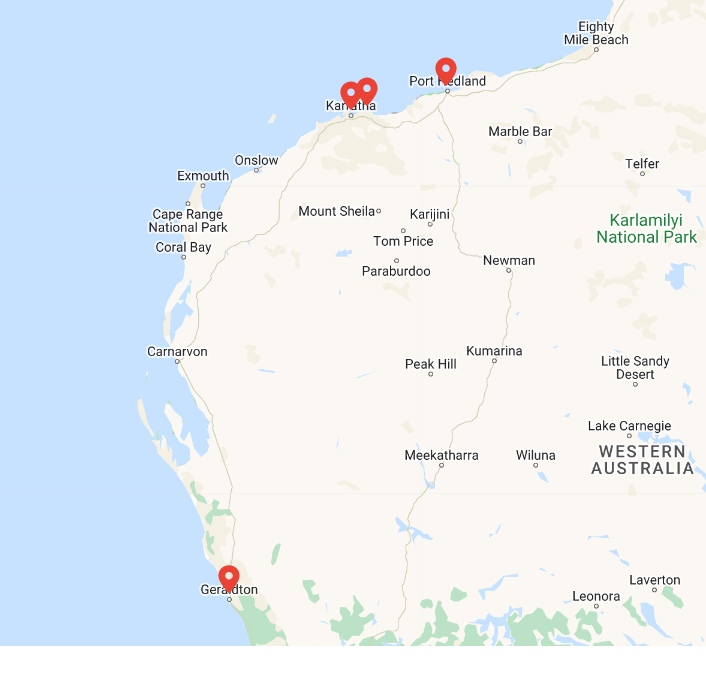 Eighty
Mile Beach
Port Hedland
Karratha
Marble Bar
Onslow
Telfer
Exmouth
Mount Sheila
Karijini
Cape Range
National Park
Karlamilyi
National Park
Tom Price
Coral Bay
Newman
Paraburdoo
Carnarvon
Kumarina
Peak Hill
Little Sandy
Desert
Lake Carnegie
Meekatharra
Wiluna
WESTERN
AUSTRALIA
Geraldton
Laverton
Leonora